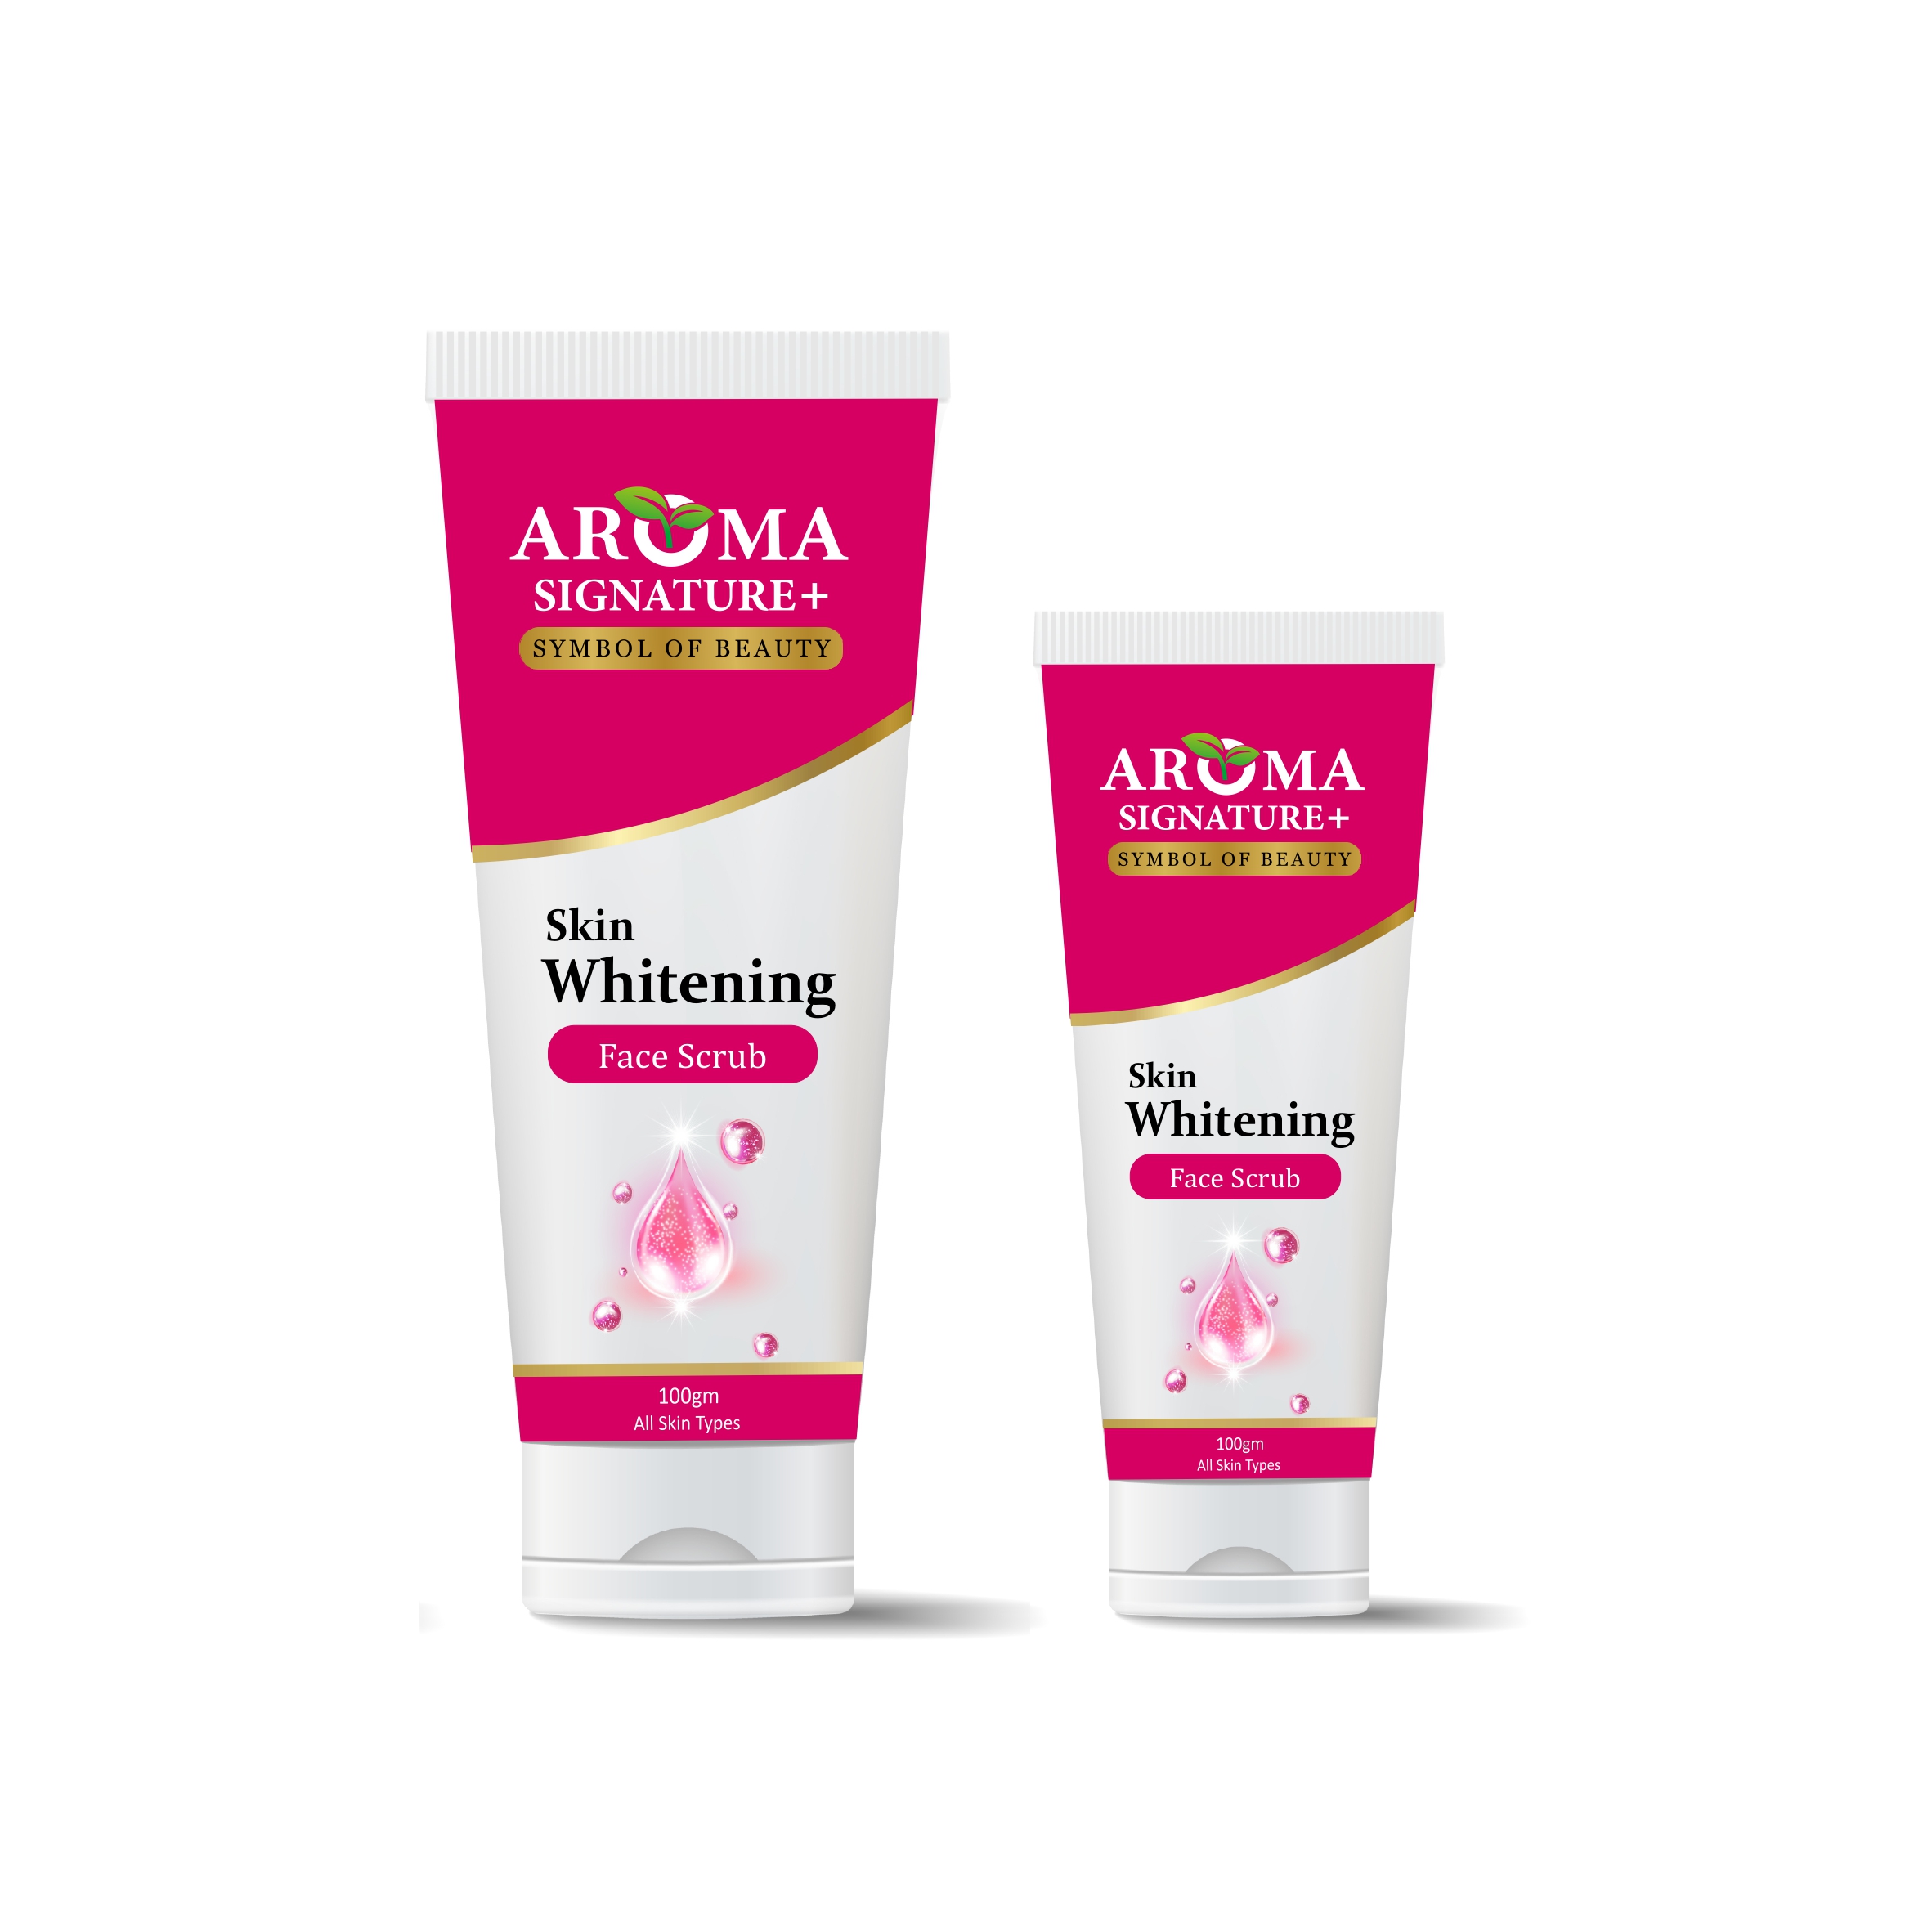 AROMA
SIGNATURE+
SYMBOL OF BEAUTY
Skin
Whitening
Face Scrub
100gm
All Skin Types
AROMA
SIGNATURE+
SYMBOL OF BEAUTY
Skin
Whitening
Face Scrub
100gm
All Skin Types